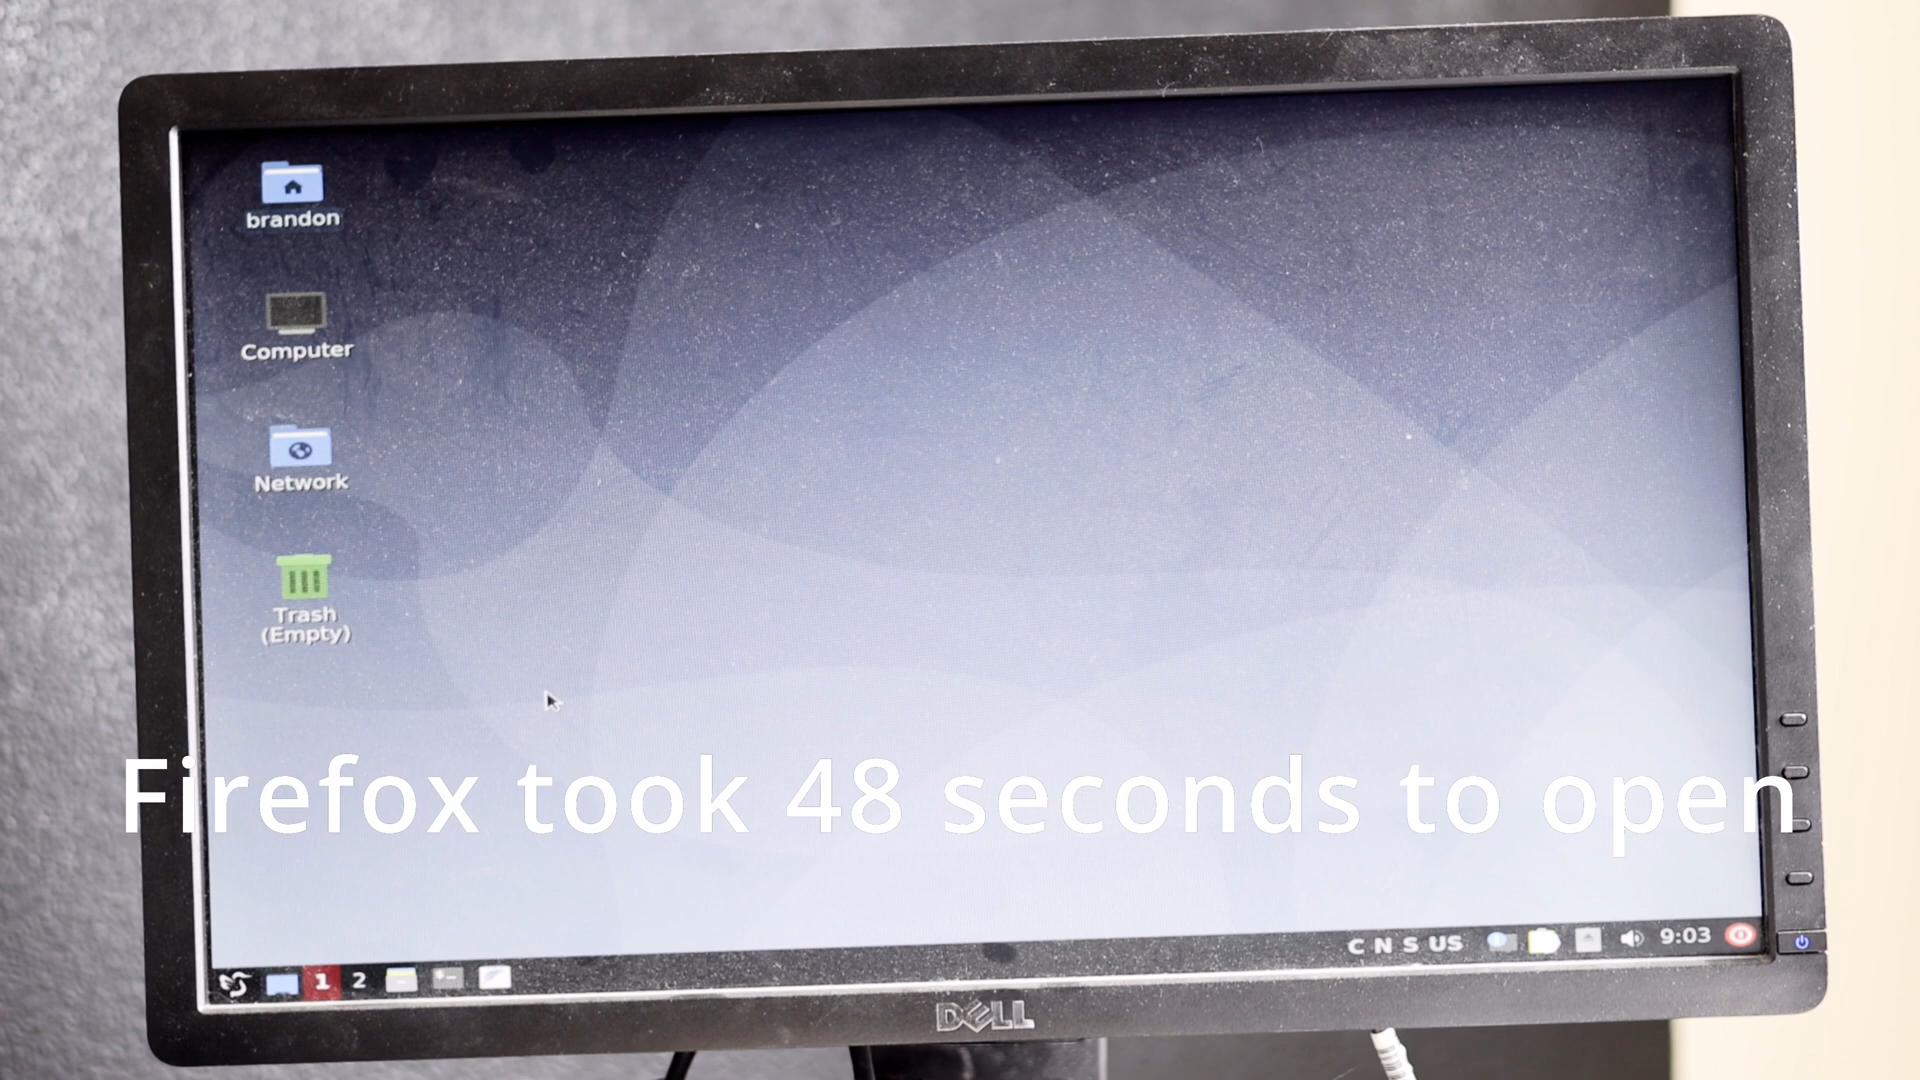 brandon
Computer
Network
Trash
(Empty)
Firefox took 48 seconds to open
1 2
C N S US
9:03
DELL